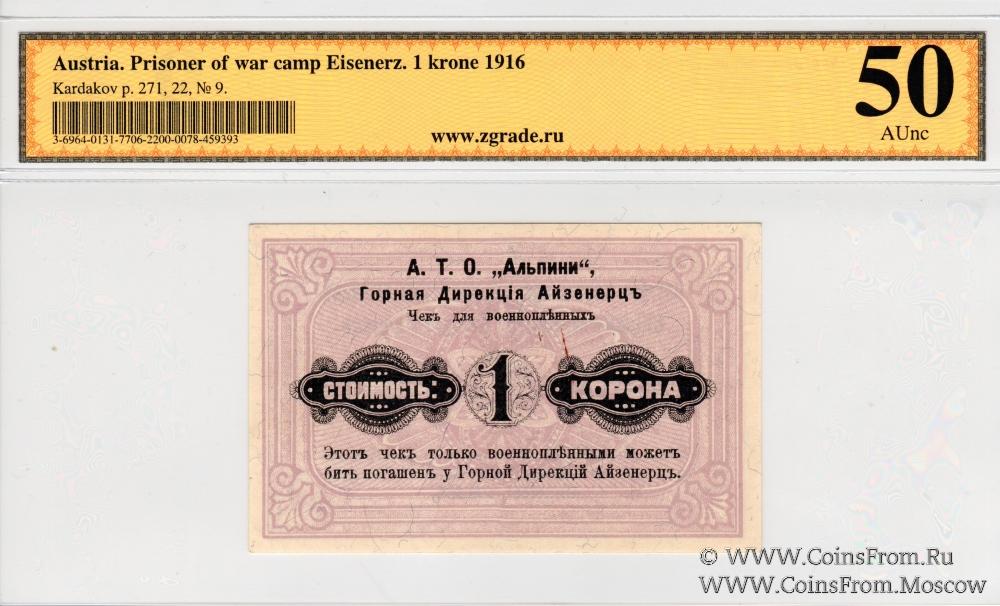 Austria. Prisoner of war camp Eisenerz. 1 krone 1916
Kardakov p. 271, 22, № 9.
3-6964-0131-7706-2200-0078-459393
www.zgrade.ru
50
AUnc
А. Т. О. „Альпини“,
Горная Дирекція Айзенерцъ
Чекъ для военноплѣнныхъ
СТОИМОСТЬ: 1 КОРОНА
Этотъ чекъ только военноплѣнными можетъ
бить погашен у Горной Дирекцій Айзенерцъ.
© WWW.CoinsFrom.Ru
WWW.CoinsFrom.Moscow